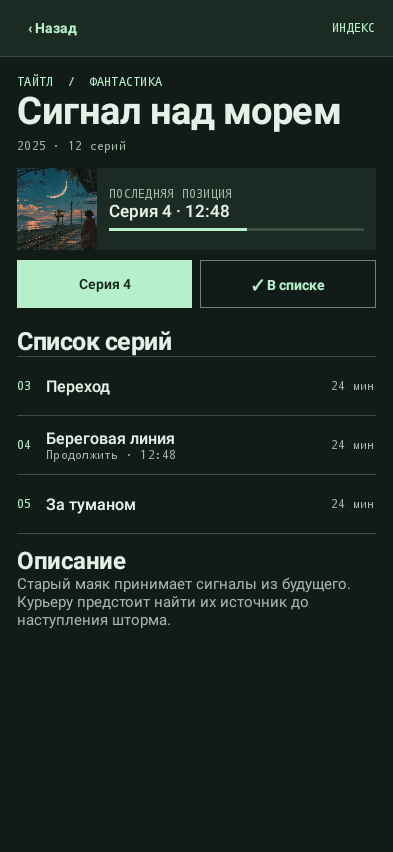 ‹ Назад
ИНДЕКС
ТАЙТЛ / ФАНТАСТИКА
Сигнал над морем
2025 · 12 серий
ПОСЛЕДНЯЯ ПОЗИЦИЯ
Серия 4 · 12:48
Серия 4
✓ В списке
Список серий
03 Переход 24 мин
04 Береговая линия 24 мин
Продолжить · 12:48
05 За туманом 24 мин
Описание
Старый маяк принимает сигналы из будущего.
Курьеру предстоит найти их источник до
наступления шторма.